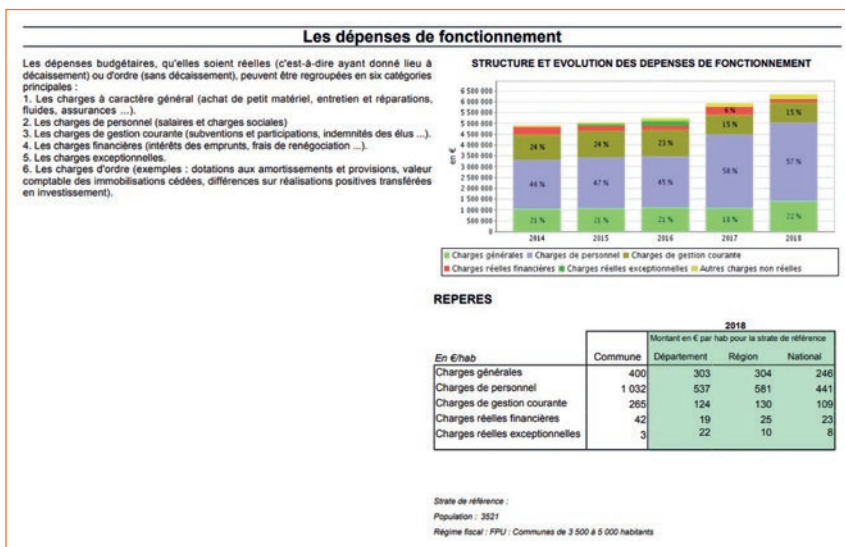 Les dépenses de fonctionnement
Les dépenses budgétaires, qu'elles soient réelles (c'est-à-dire ayant donné lieu à
décaissement) ou d'ordre (sans décaissement), peuvent être regroupées en six catégories
principales :
1. Les charges à caractère général (achat de petit matériel, entretien et réparations,
fluides, assurances ...).
2. Les charges de personnel (salaires et charges sociales)
3. Les charges de gestion courante (subventions et participations, indemnités des élus ...).
4. Les charges financières (intérêts des emprunts, frais de renégociation ...).
5. Les charges exceptionnelles.
6. Les charges d'ordre (exemples : dotations aux amortissements et provisions, valeur
comptable des immobilisations cédées, différences sur réalisations positives transférées
en investissement).
STRUCTURE ET EVOLUTION DES DEPENSES DE FONCTIONNEMENT
en €
6 500 000
6 000 000
5 500 000
5 000 000
4 500 000
4 000 000
3 500 000
3 000 000
2 500 000
2 000 000
1 500 000
1 000 000
500 000
0
6 %
24 % 24 % 23 % 15 % 15 %
46 % 47 % 45 % 58 % 57 %
21 % 21 % 21 % 18 % 22 %
2014 2015 2016 2017 2018
Charges générales Charges de personnel Charges de gestion courante
Charges réelles financières Charges réelles exceptionnelles Autres charges non réelles
REPERES
2018
Montant en € par hab pour la strate de référence
En €/hab Commune Département Région National
Charges générales 400 303 304 246
Charges de personnel 1 032 537 581 441
Charges de gestion courante 265 124 130 109
Charges réelles financières 42 19 25 23
Charges réelles exceptionnelles 3 22 10 8
Strate de référence :
Population : 3521
Régime fiscal : FPU : Communes de 3 500 à 5 000 habitants